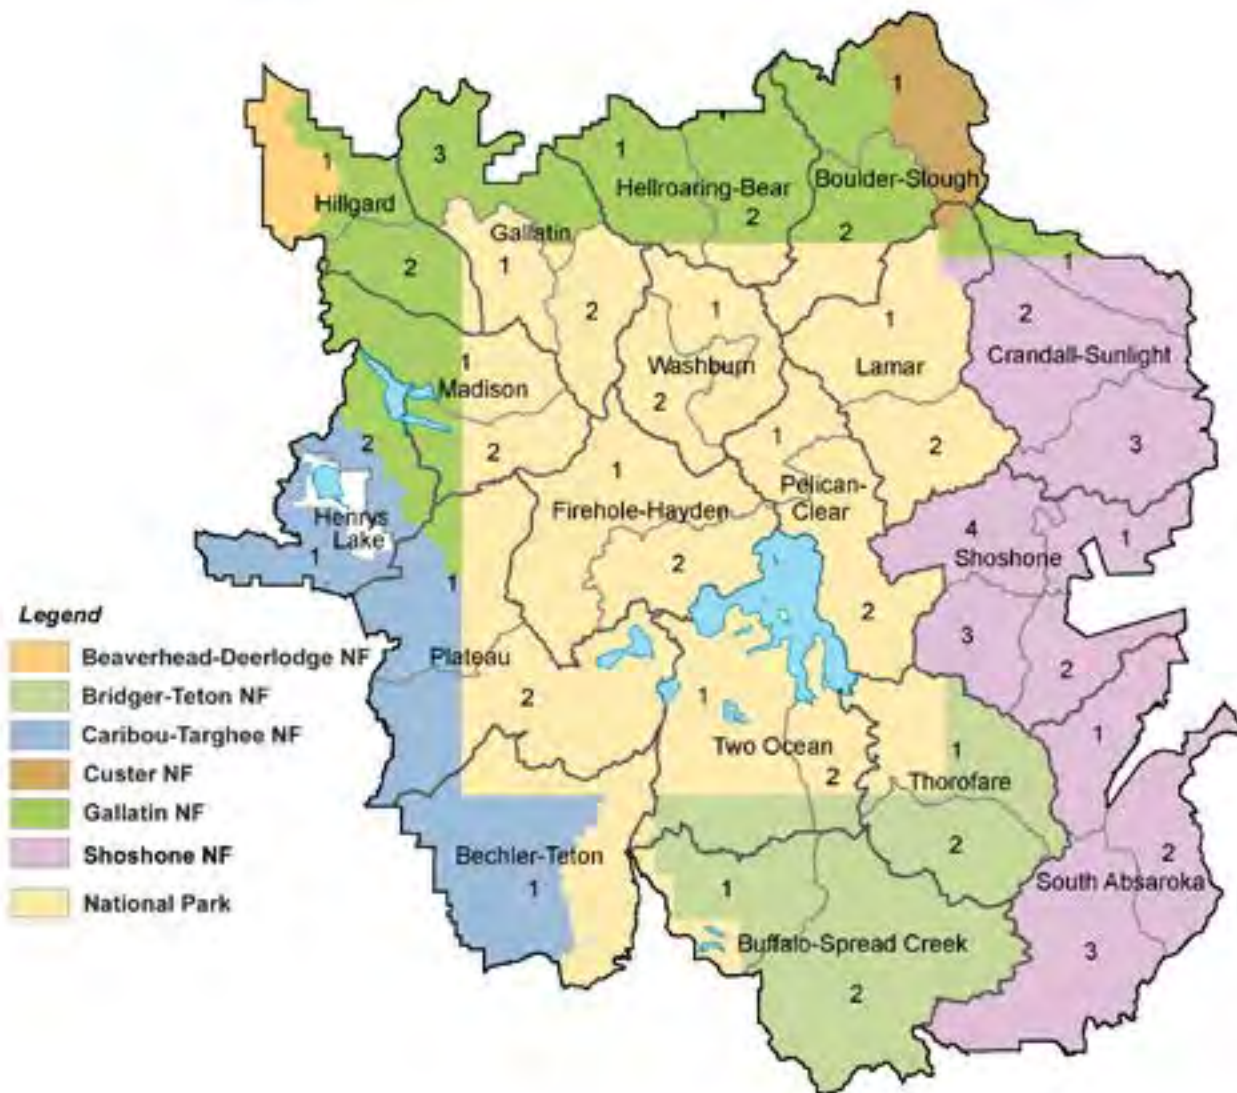 1
1
3
1
Hillgard
Hellroaring-Bear
Boulder-Slough
2
2
Gallatin
2
1
1
2
2
1
1
Washburn
Lamar
Crandall-Sunlight
1
Madison
2
2
2
1
2
3
2
1
Pelican-
Clear
Firehole-Hayden
Henrys
Lake
4
1
1
Shoshone
2
1
2
3
2
Plateau
2
1
1
Two Ocean
1
2
Thorofare
2
2
Bechler-Teton
1
1
South Absaroka
Buffalo-Spread Creek
3
2
Legend
Beaverhead-Deerlodge NF
Bridger-Teton NF
Caribou-Targhee NF
Custer NF
Gallatin NF
Shoshone NF
National Park